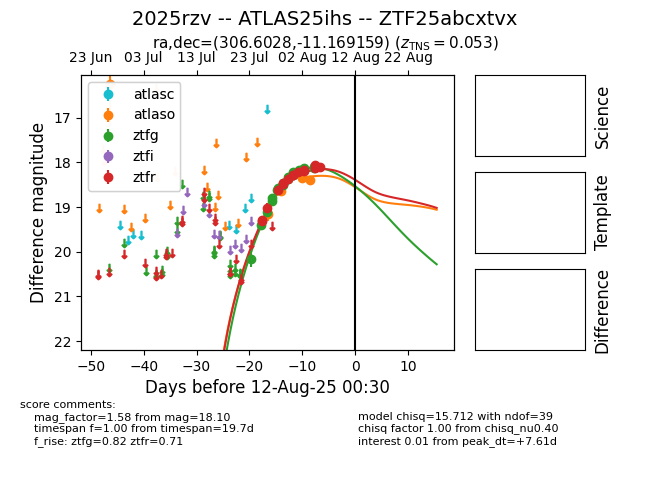 2025rzv -- ATLAS25ihs -- ZTF25abcxtvx
ra,dec=(306.6028,-11.169159) (z_TNS = 0.053)
23 Jun 03 Jul 13 Jul 23 Jul 02 Aug 12 Aug 22 Aug
atlasc
atlaso
ztfg
ztfi
ztfr
17
18
19
20
21
22
Difference magnitude
−50 −40 −30 −20 −10 0 10
Days before 12-Aug-25 00:30
Science
Template
Difference
score comments:
mag_factor=1.58 from mag=18.10
timespan f=1.00 from timespan=19.7d
f_rise: ztfg=0.82 ztfr=0.71
model chisq=15.712 with ndof=39
chisq factor 1.00 from chisq_nu0.40
interest 0.01 from peak_dt=+7.61d